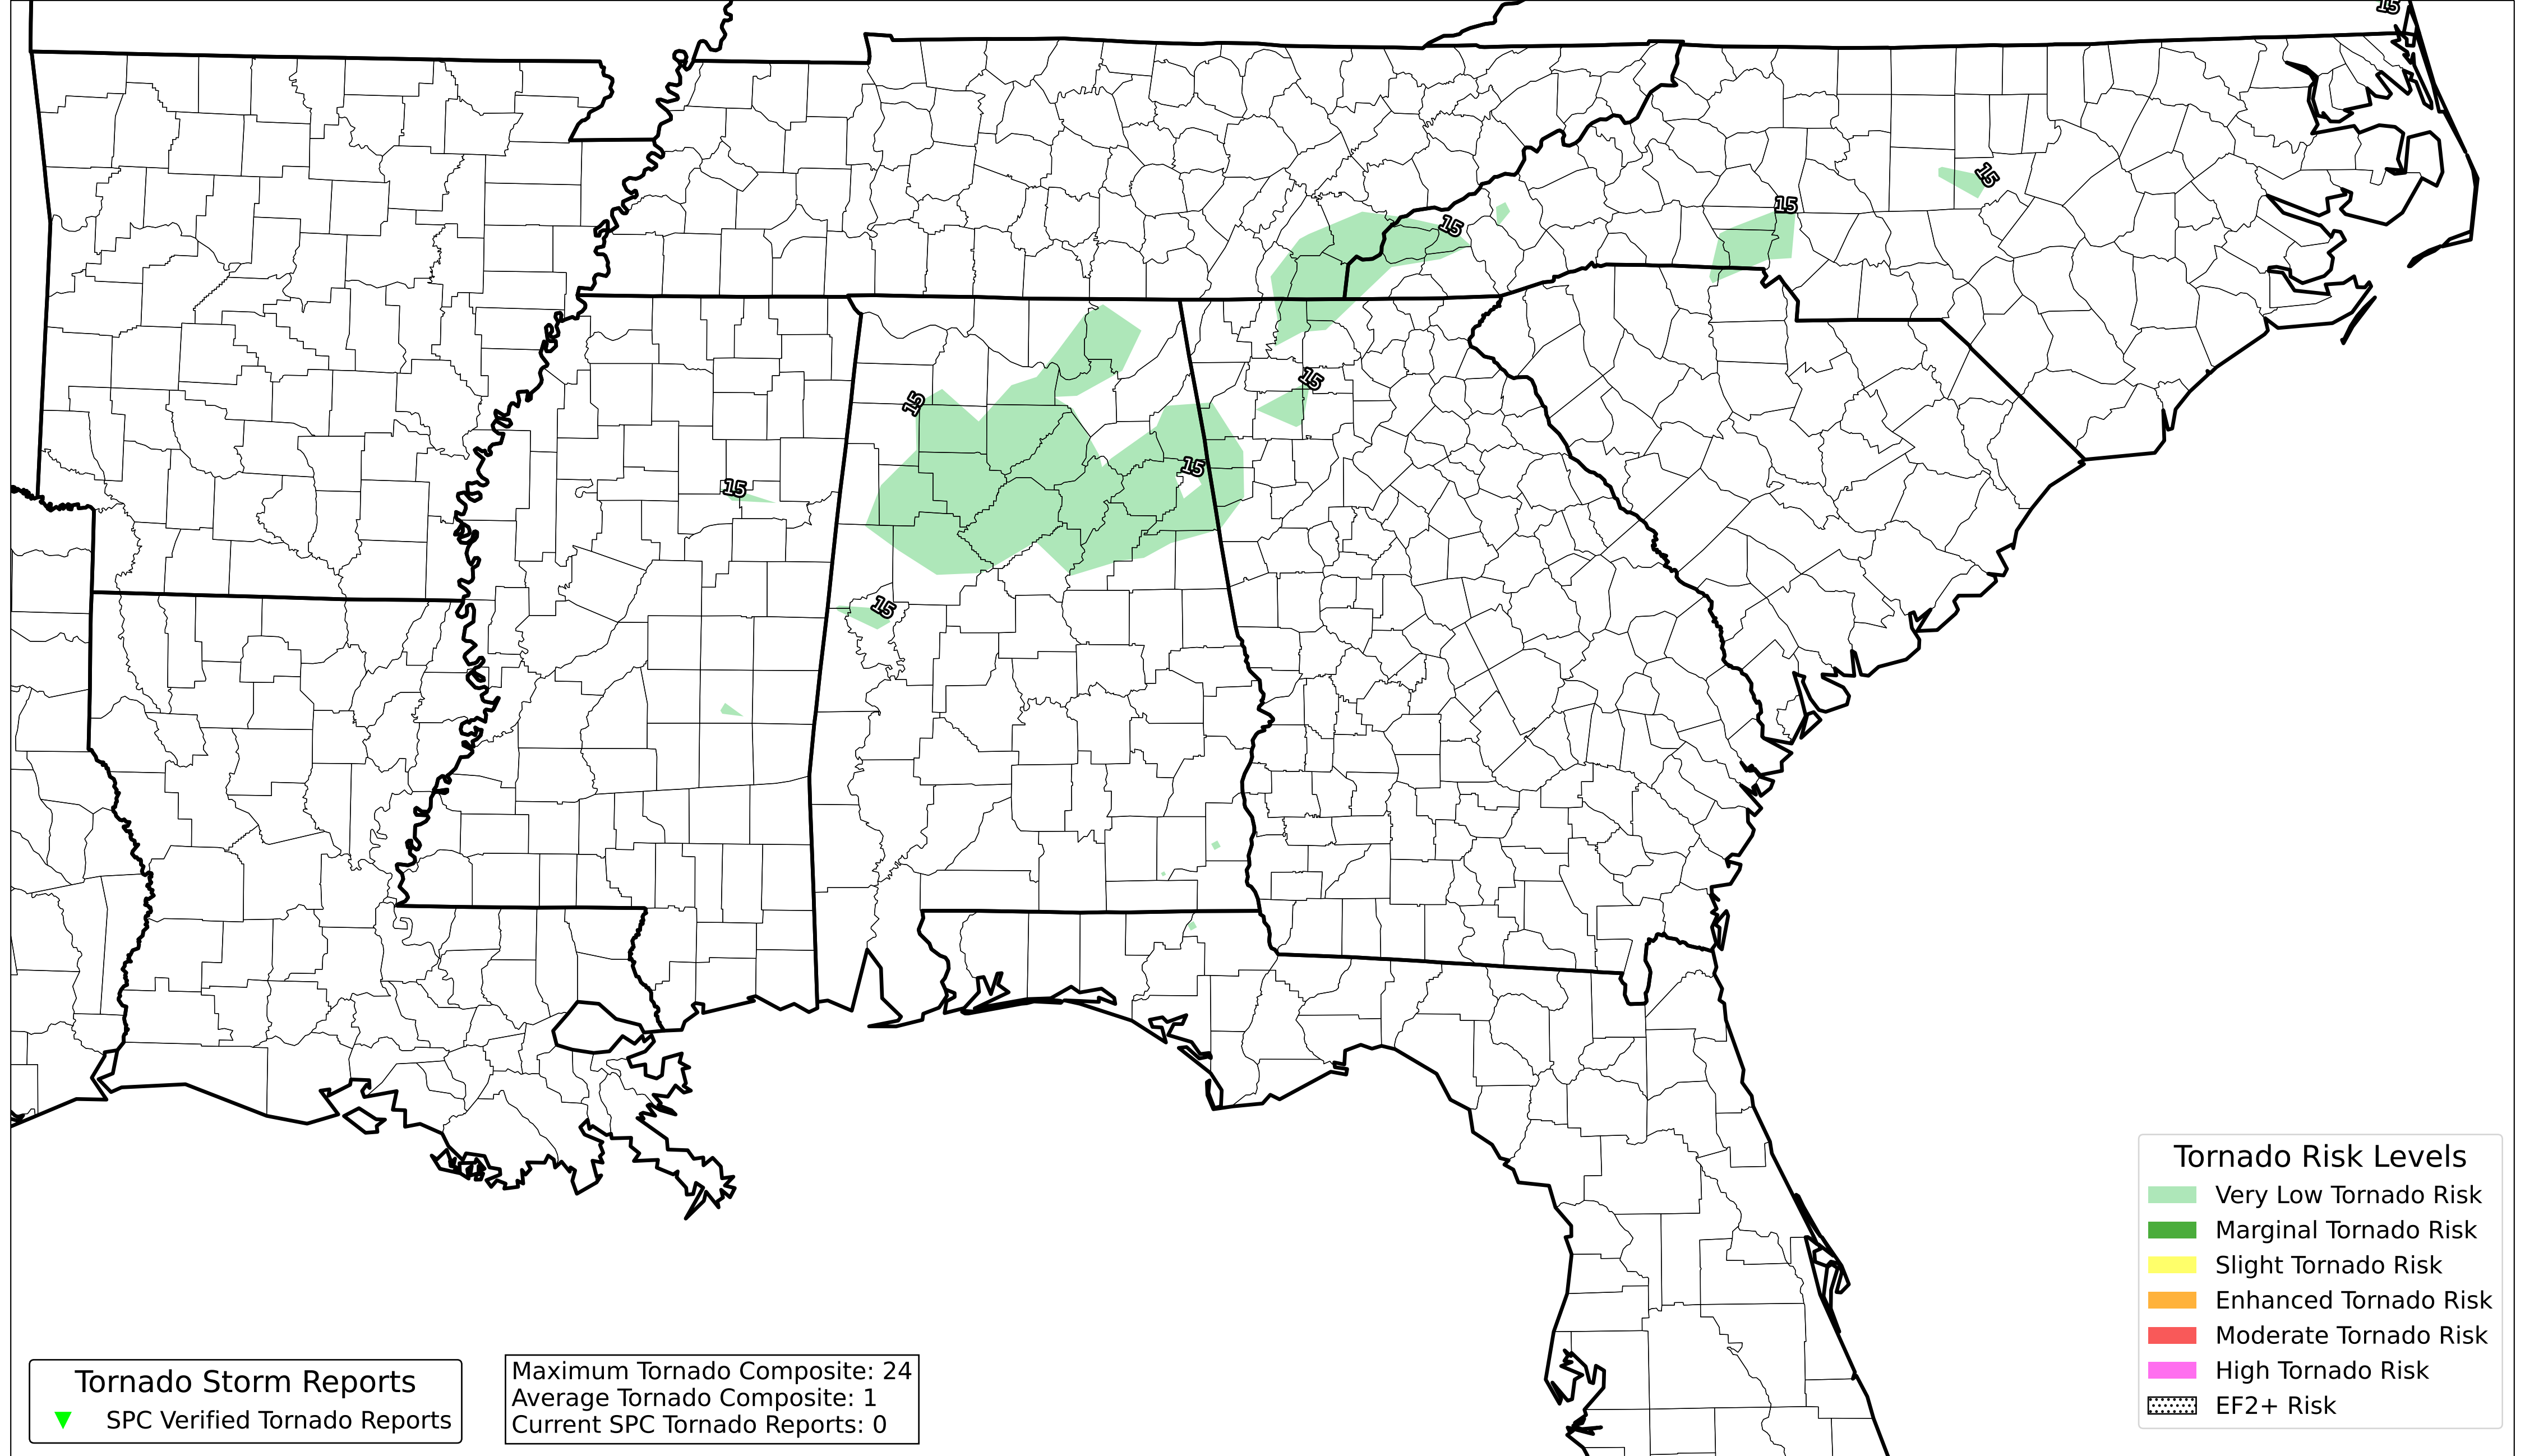 15
15
15
15
15
15
15
15
15
Tornado Risk Levels
Very Low Tornado Risk
Marginal Tornado Risk
Slight Tornado Risk
Enhanced Tornado Risk
Moderate Tornado Risk
High Tornado Risk
EF2+ Risk
Tornado Storm Reports
SPC Verified Tornado Reports
Maximum Tornado Composite: 24
Average Tornado Composite: 1
Current SPC Tornado Reports: 0